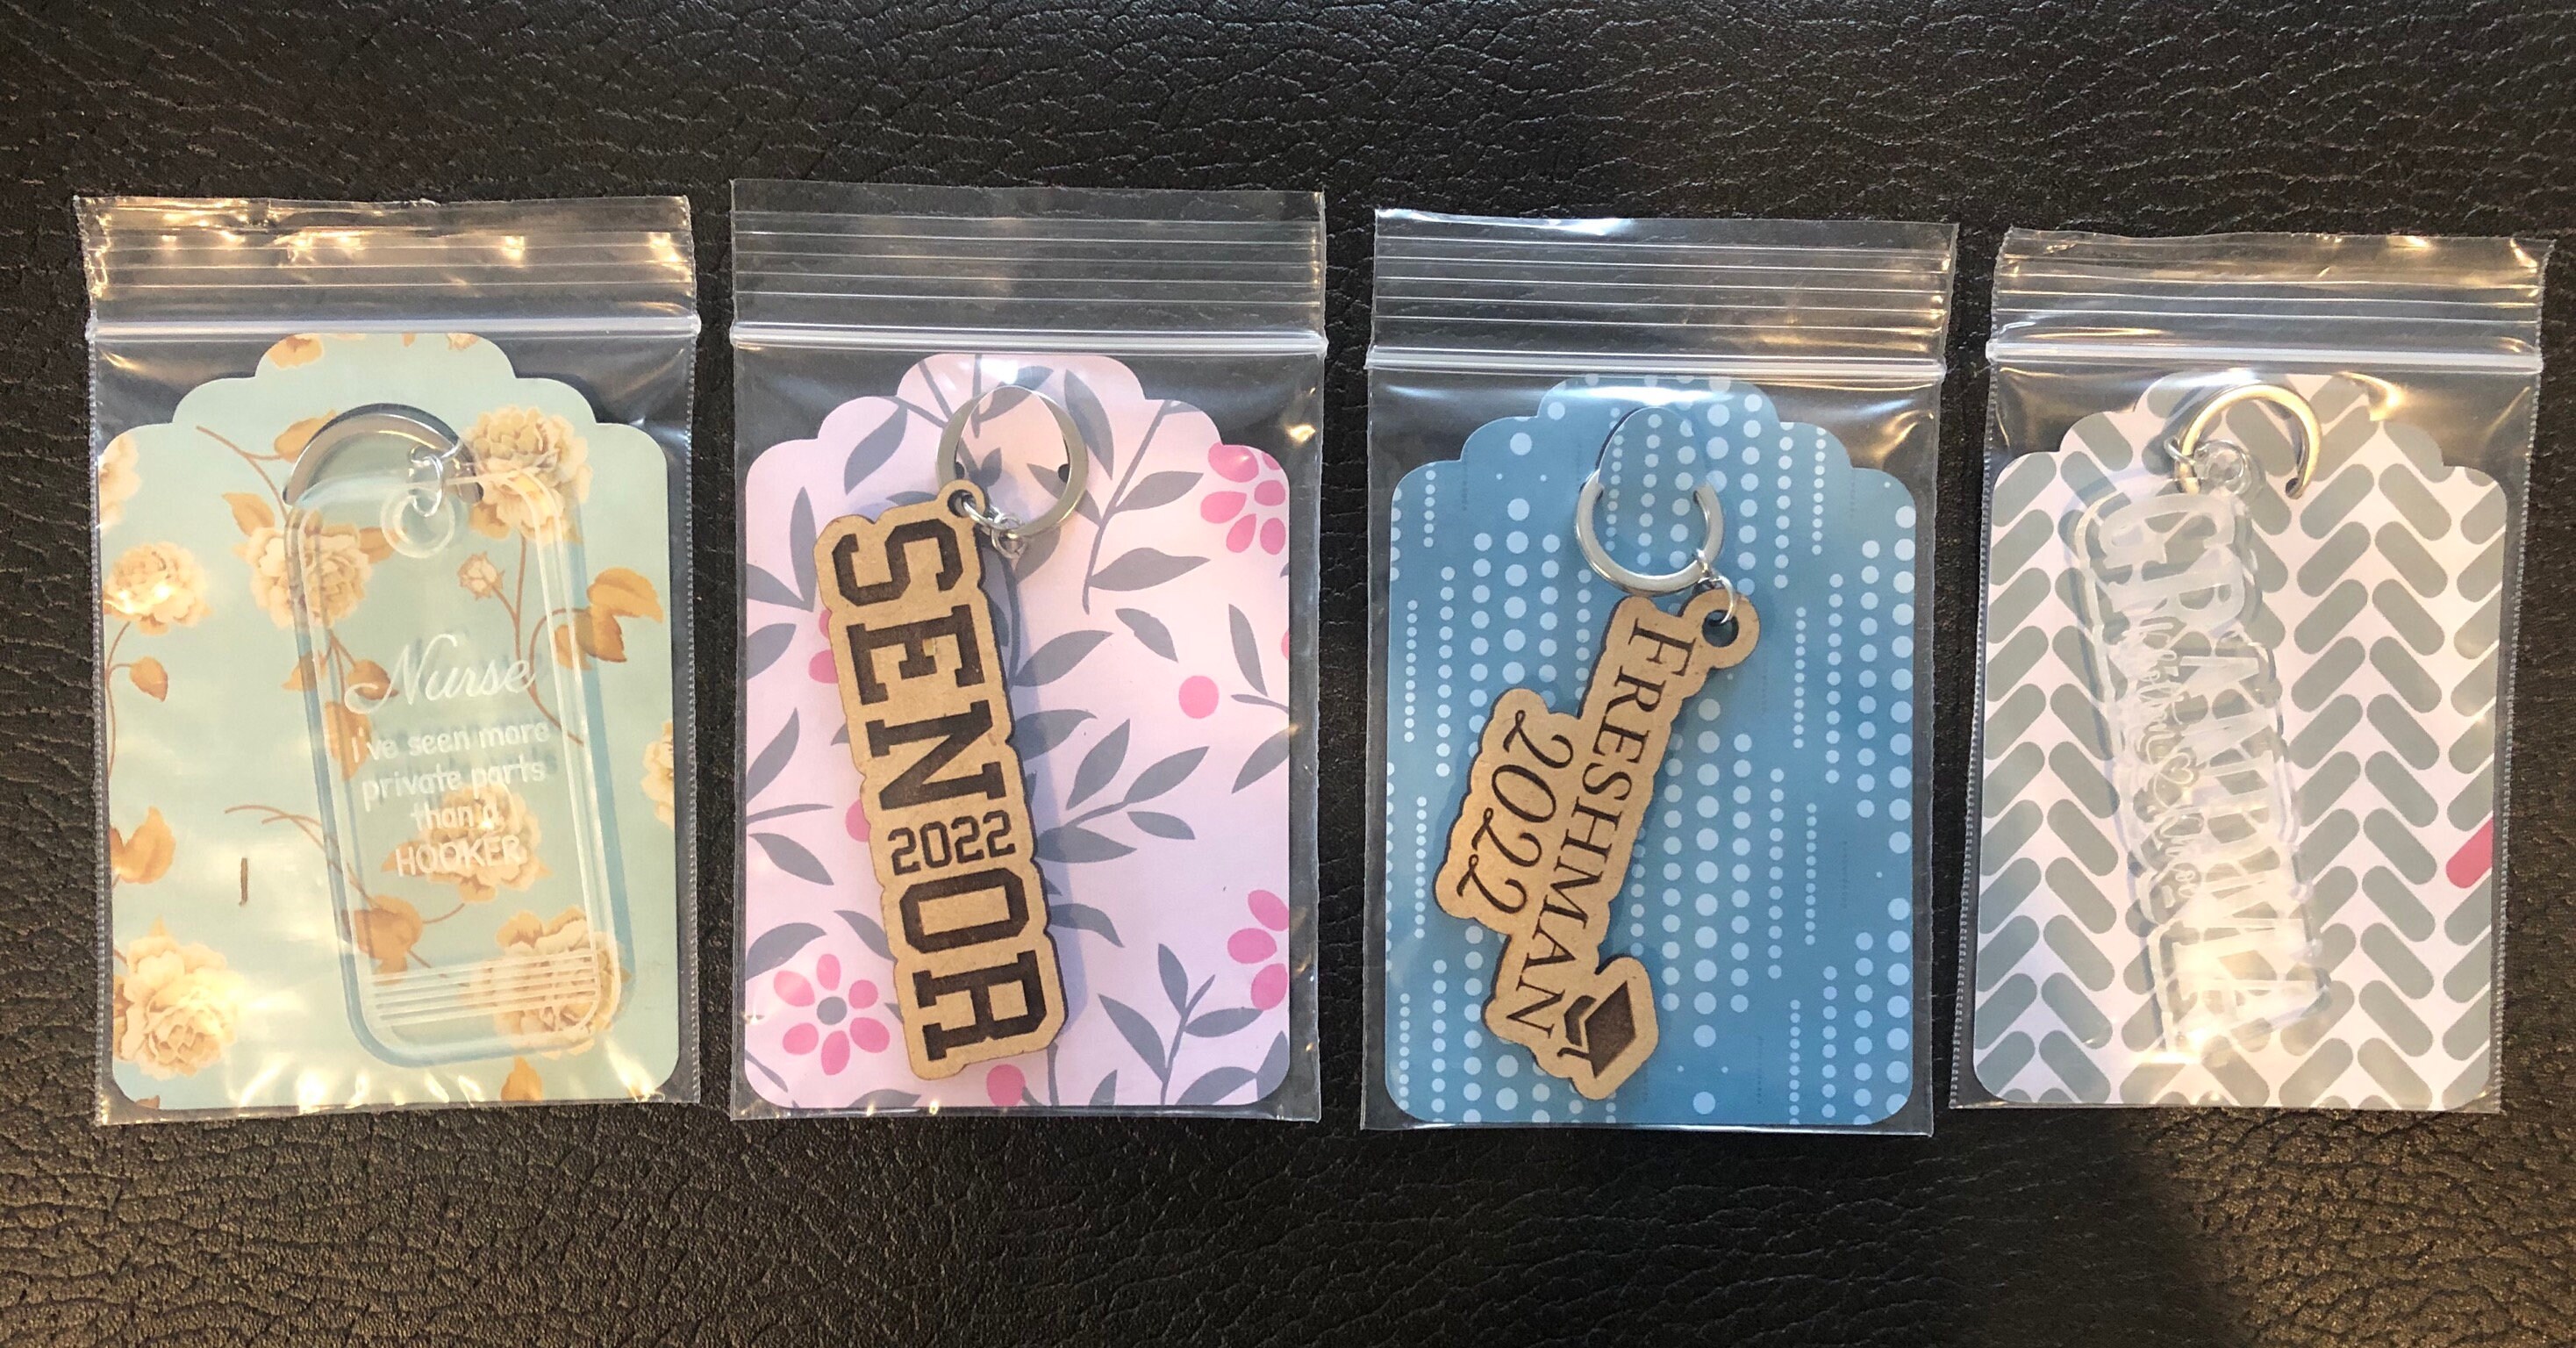 Nurse
I've seen more
private parts
than a
HOOKER
SENIOR
2022
FRESHMAN
2022